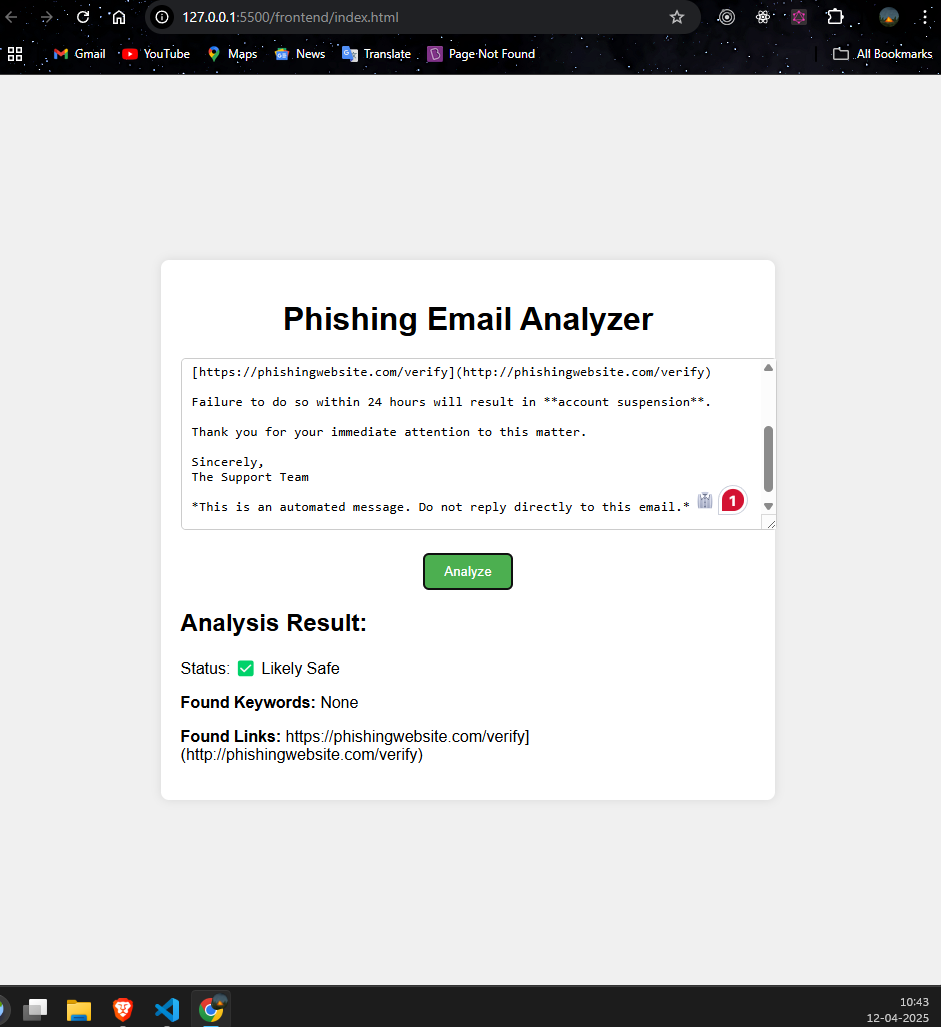 127.0.0.1:5500/frontend/index.html
Gmail YouTube Maps News Translate Page Not Found All Bookmarks
Phishing Email Analyzer
[https://phishingwebsite.com/verify](http://phishingwebsite.com/verify)
Failure to do so within 24 hours will result in **account suspension**.
Thank you for your immediate attention to this matter.
Sincerely,
The Support Team
*This is an automated message. Do not reply directly to this email.*
1
Analyze
Analysis Result:
Status: ✅ Likely Safe
Found Keywords: None
Found Links: https://phishingwebsite.com/verify]
(http://phishingwebsite.com/verify)
10:43
12-04-2025